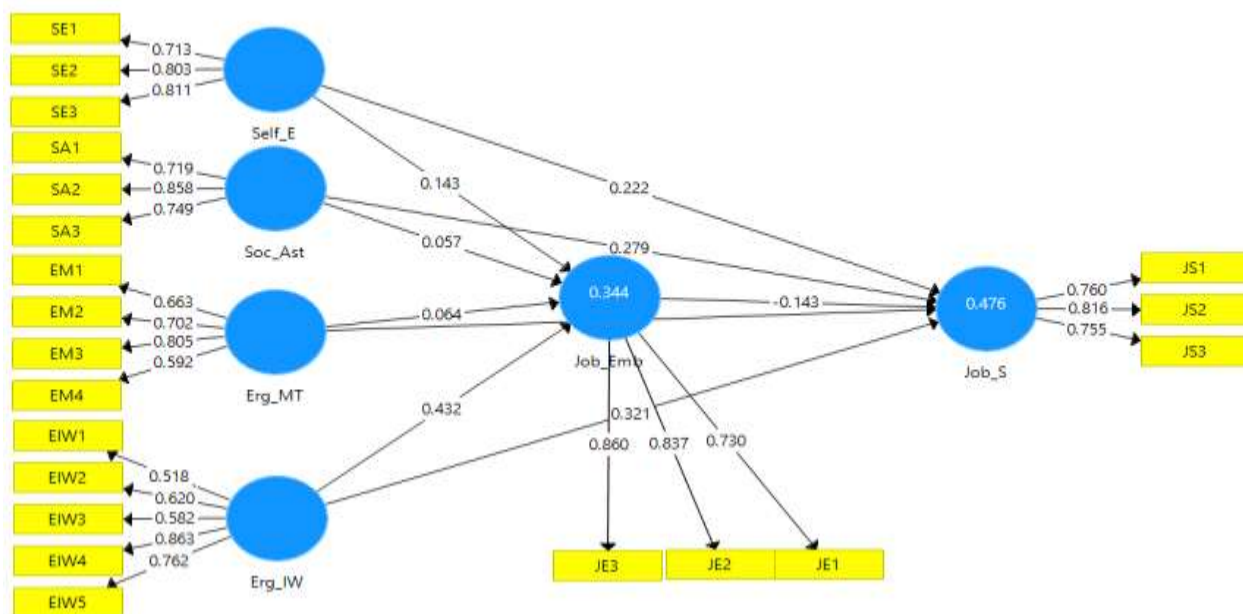 SE1
0.713
SE2
0.803
SE3
0.811
Self_E
SA1
0.719
SA2
0.858
SA3
0.749
Soc_Ast
EM1
0.663
EM2
0.702
EM3
0.805
EM4
0.592
Erg_MT
EIW1
0.518
EIW2
0.620
EIW3
0.582
EIW4
0.863
EIW5
0.762
Erg_IW
0.143
0.222
0.057
0.279
0.064
0.344
-0.143
Job_Emb
0.432
0.321
0.476
Job_S
0.760
JS1
0.816
JS2
0.755
JS3
0.860
0.837
0.730
JE3
JE2
JE1